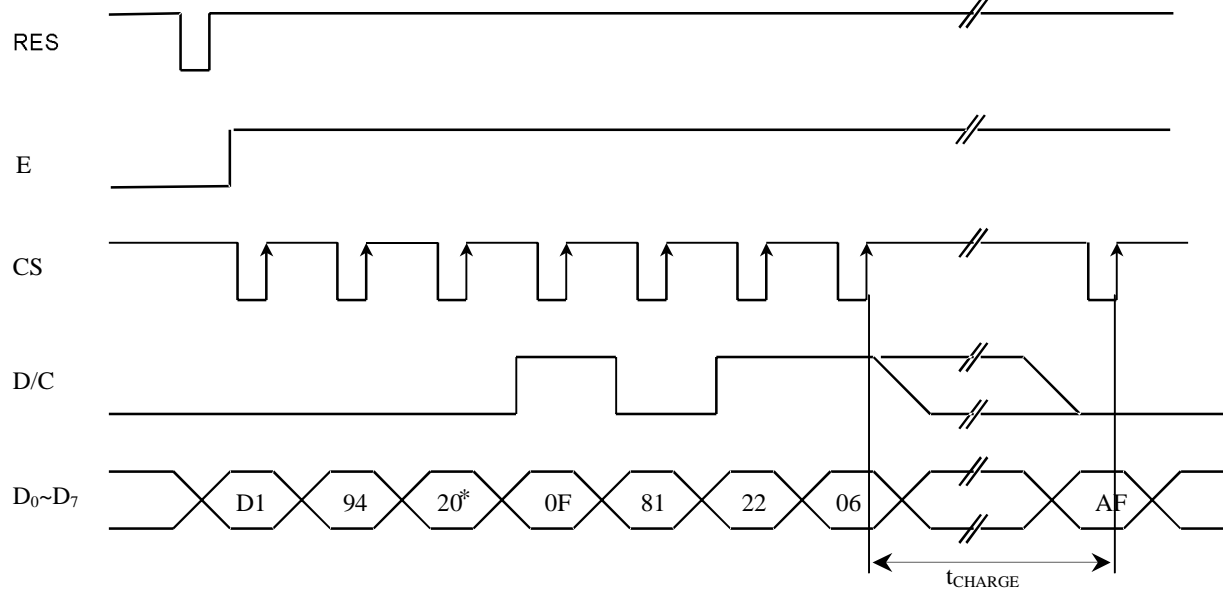 RES
E
CS
D/C
D0~D7 D1 94 20* 0F 81 22 06 AF
tCHARGE